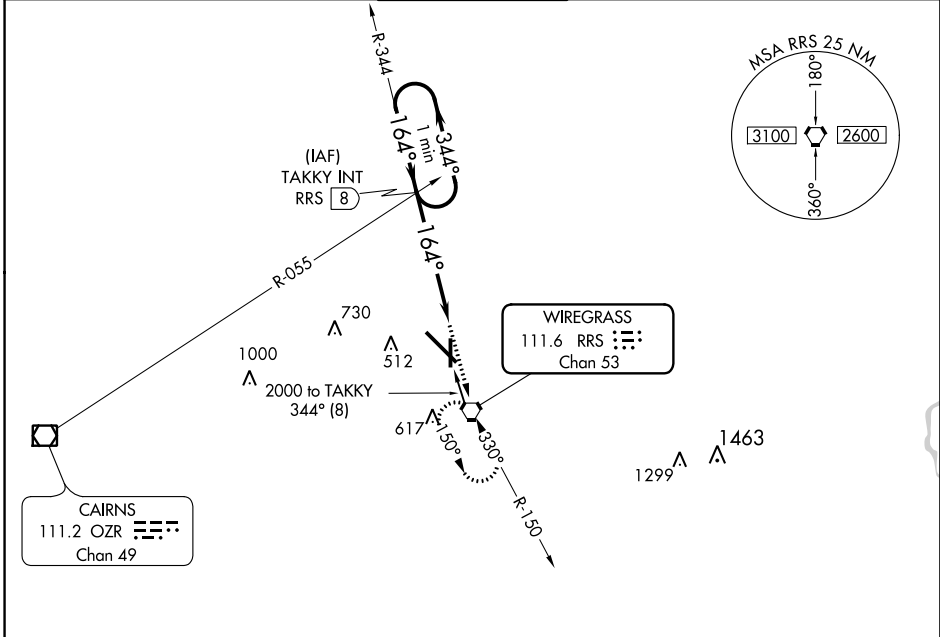 MSA RRS 25 NM
180°
3100
2600
360°
R-344
164°
1 min
344°
(IAF)
TAKKY INT
RRS 8
164°
R-055
730
512
1000
2000 to TAKKY
344° (8)
617
150°
330°
R-150
WIREGRASS
111.6 RRS
Chan 53
1299
1463
CAIRNS
111.2 OZR
Chan 49